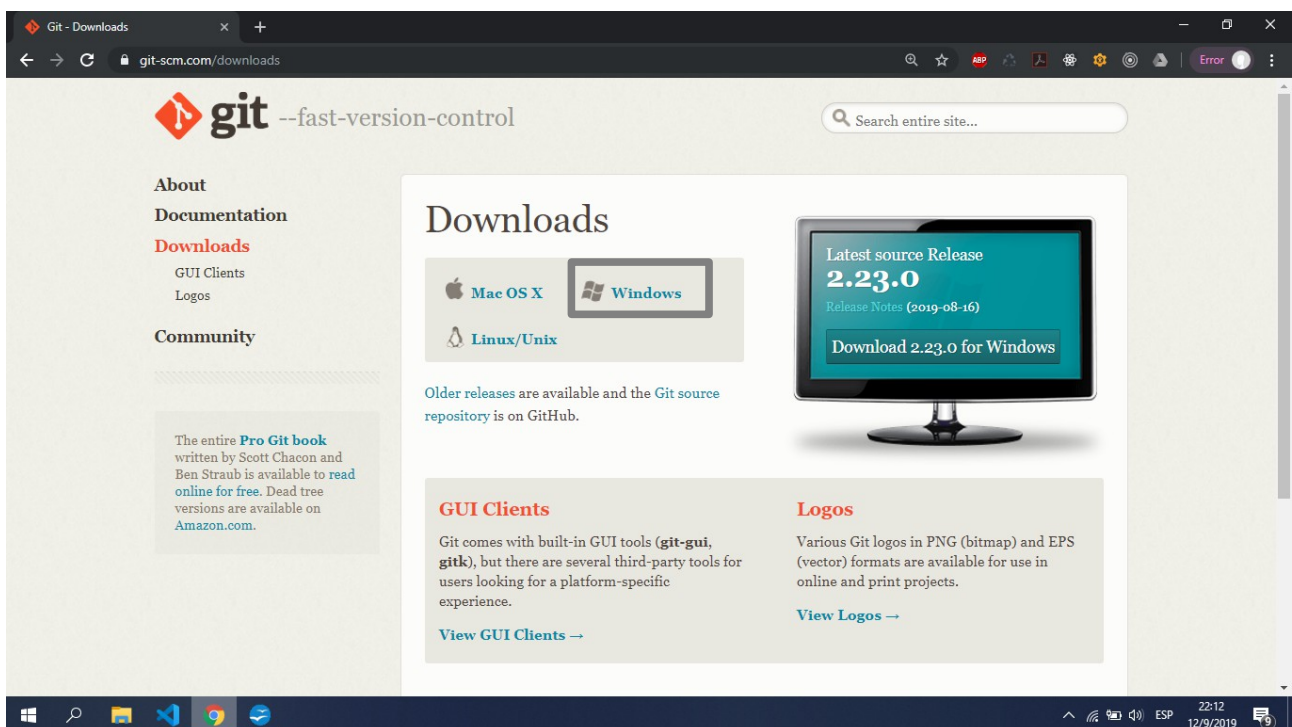 Git - Downloads
git-scm.com/downloads
ABP
Error
git --fast-version-control
Search entire site...
About
Documentation
Downloads
GUI Clients
Logos
Community
The entire Pro Git book
written by Scott Chacon and
Ben Straub is available to read
online for free. Dead tree
versions are available on
Amazon.com.
Downloads
Mac OS X
Windows
Linux/Unix
Older releases are available and the Git source
repository is on GitHub.
Latest source Release
2.23.0
Release Notes (2019-08-16)
Download 2.23.0 for Windows
GUI Clients
Git comes with built-in GUI tools (git-gui,
gitk), but there are several third-party tools for
users looking for a platform-specific
experience.
View GUI Clients →
Logos
Various Git logos in PNG (bitmap) and EPS
(vector) formats are available for use in
online and print projects.
View Logos →
ESP
22:12
12/9/2019
9